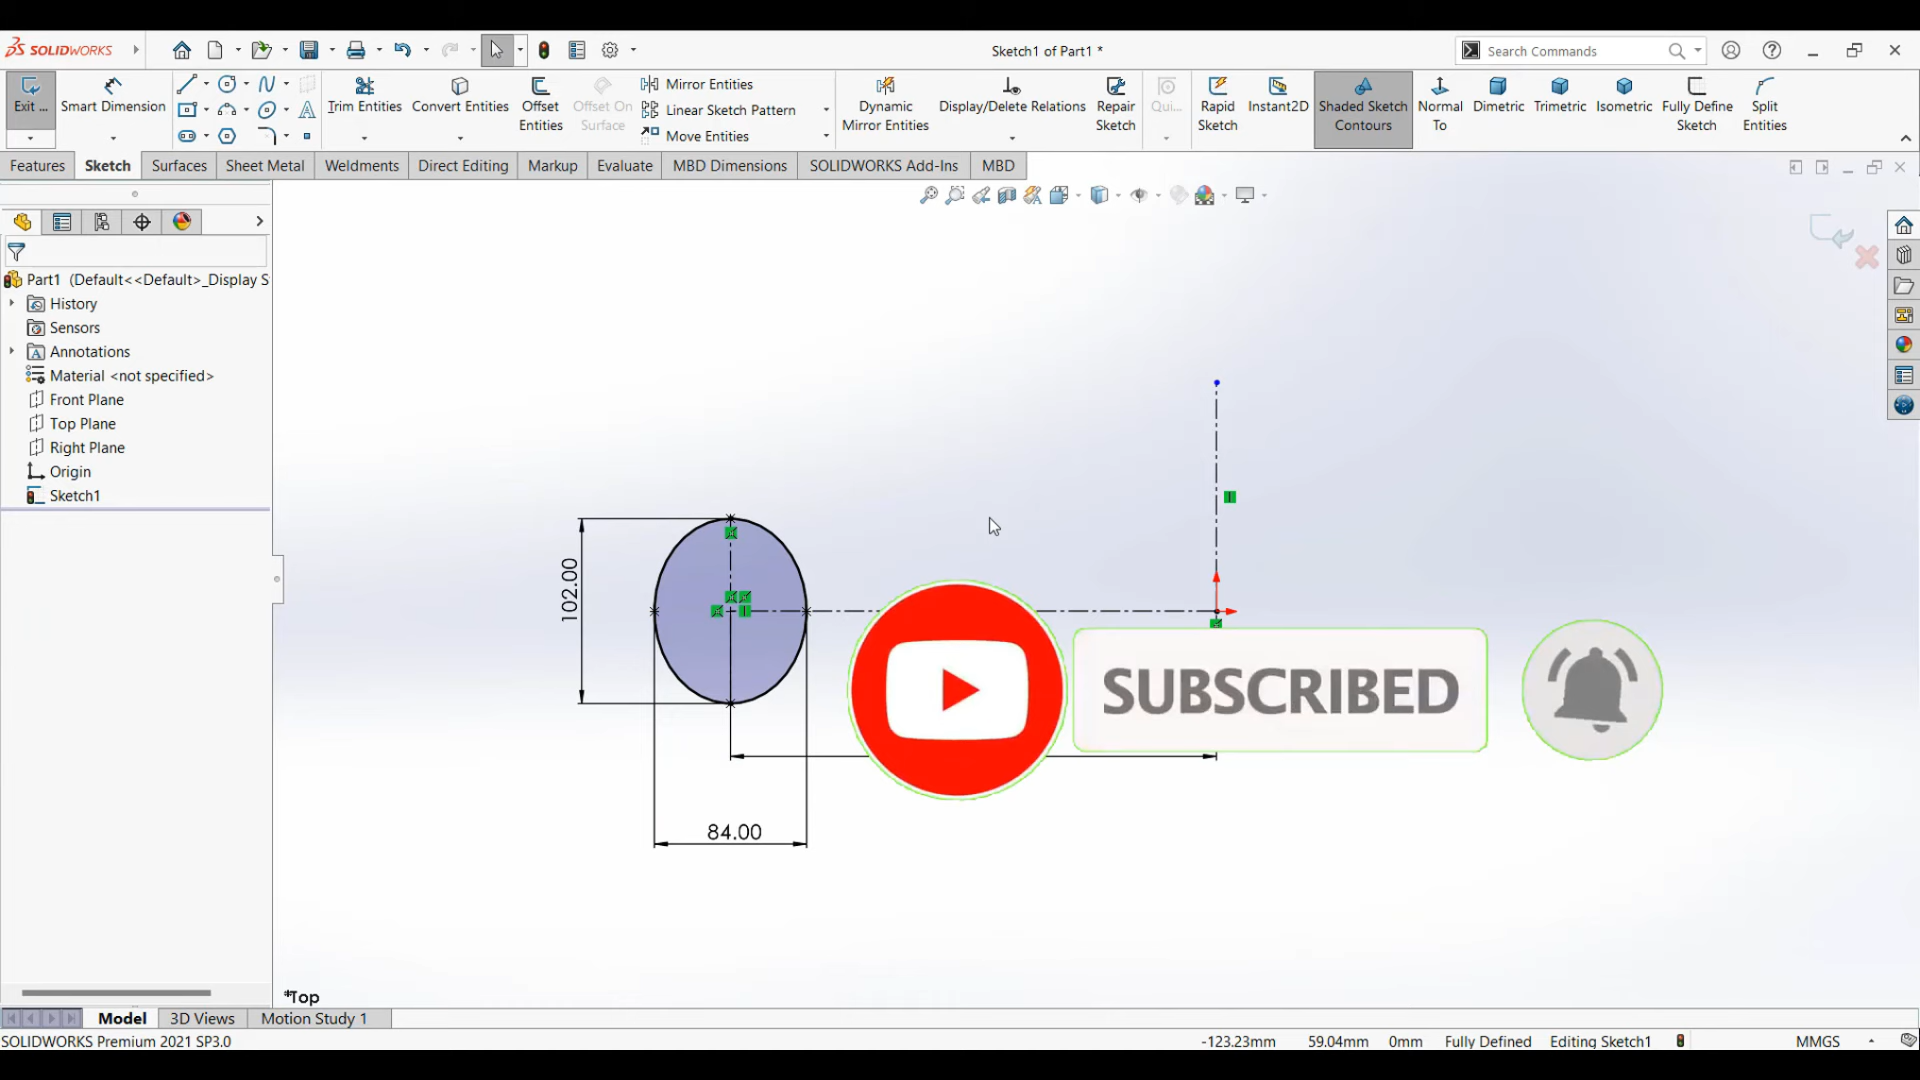 SOLIDWORKS
Sketch1 of Part1 *
Search Commands
Exit ...
Smart Dimension
Trim Entities
Convert Entities
Offset Entities
Offset On Surface
Mirror Entities
Linear Sketch Pattern
Move Entities
Dynamic Mirror Entities
Display/Delete Relations
Repair Sketch
Qui...
Rapid Sketch
Instant2D
Shaded Sketch Contours
Normal To
Dimetric
Trimetric
Isometric
Fully Define Sketch
Split Entities
Features
Sketch
Surfaces
Sheet Metal
Weldments
Direct Editing
Markup
Evaluate
MBD Dimensions
SOLIDWORKS Add-Ins
MBD
Part1 (Default<<Default>_Display S
History
Sensors
Annotations
Material <not specified>
Front Plane
Top Plane
Right Plane
Origin
Sketch1
102.00
84.00
SUBSCRIBED
*Top
Model
3D Views
Motion Study 1
SOLIDWORKS Premium 2021 SP3.0
-123.23mm
59.04mm
0mm
Fully Defined
Editing Sketch1
MMGS